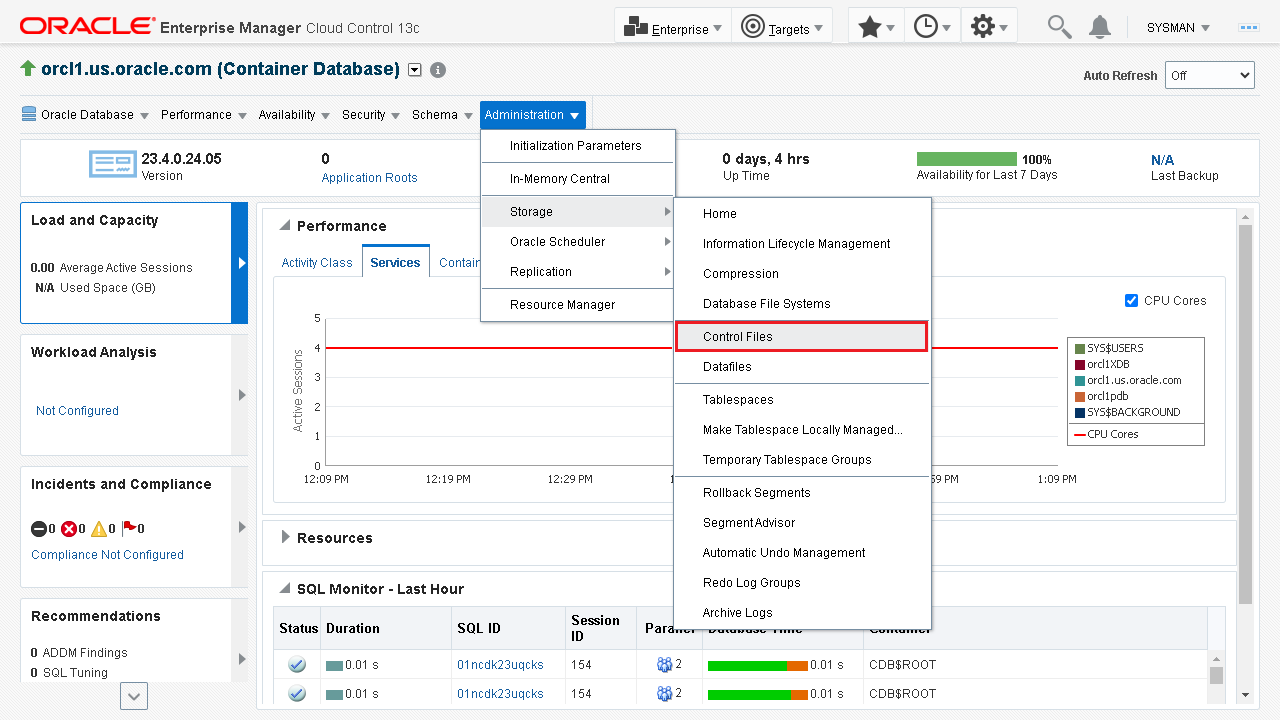 ORACLE Enterprise Manager Cloud Control 13c
Enterprise
Targets
SYSMAN
orcl1.us.oracle.com (Container Database)
Auto Refresh Off
Oracle Database Performance Availability Security Schema Administration
Initialization Parameters
In-Memory Central
Storage
Oracle Scheduler
Replication
Resource Manager
Home
Information Lifecycle Management
Compression
Database File Systems
Control Files
Datafiles
Tablespaces
Make Tablespace Locally Managed...
Temporary Tablespace Groups
Rollback Segments
Segment Advisor
Automatic Undo Management
Redo Log Groups
Archive Logs
23.4.0.24.05
Version
0
Application Roots
0 days, 4 hrs
Up Time
100%
Availability for Last 7 Days
N/A
Last Backup
Load and Capacity
0.00 Average Active Sessions
N/A Used Space (GB)
Workload Analysis
Not Configured
Incidents and Compliance
0 0 0 0
Compliance Not Configured
Recommendations
0 ADDM Findings
0 SQL Tuning
Performance
Activity Class Services
CPU Cores
Active Sessions
5
4
3
2
1
0
12:09 PM 12:19 PM 12:29 PM 1:09 PM
SYS$USERS
orcl1XDB
orcl1.us.oracle.com
orcl1pdb
SYS$BACKGROUND
CPU Cores
Resources
SQL Monitor - Last Hour
Status Duration SQL ID Session ID
0.01 s 01ncdk23uqcks 154 2 0.01 s CDB$ROOT
0.01 s 01ncdk23uqcks 154 2 0.01 s CDB$ROOT